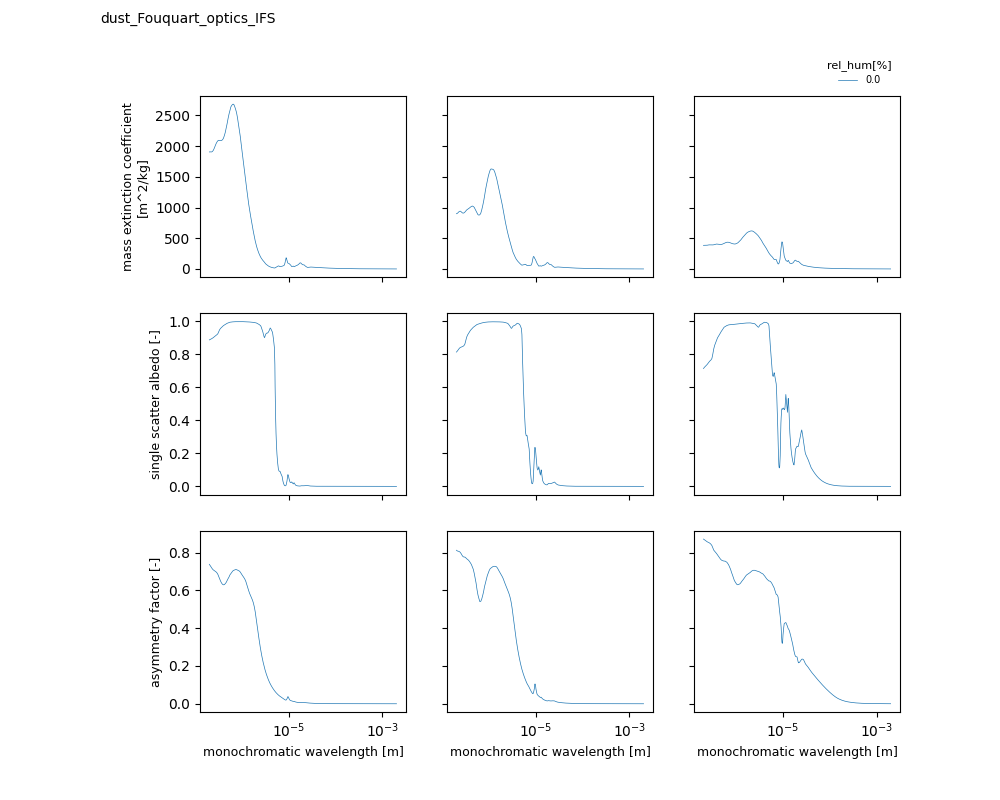 dust_Fouquart_optics_IFS
rel_hum[%]
0.0
mass extinction coefficient
[m^2/kg]
2500
2000
1500
1000
500
0
single scatter albedo [-]
1.0
0.8
0.6
0.4
0.2
0.0
asymmetry factor [-]
0.8
0.6
0.4
0.2
0.0
10^{-5} 10^{-3} 10^{-5} 10^{-3} 10^{-5} 10^{-3}
monochromatic wavelength [m] monochromatic wavelength [m] monochromatic wavelength [m]